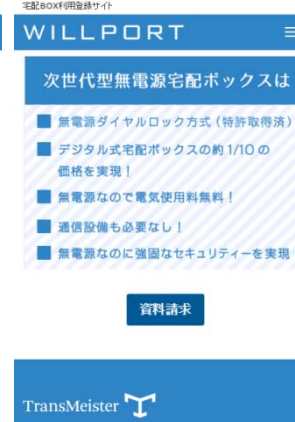 宅配BOX利用登録サイト
WILLPORT
次世代型無電源宅配ボックスは
無電源ダイヤルロック方式（特許取得済）
デジタル式宅配ボックスの約1/10の
価格を実現！
無電源なので電気使用料無料！
通信設備も必要なし！
無電源なのに強固なセキュリティーを実現
資料請求
TransMeister